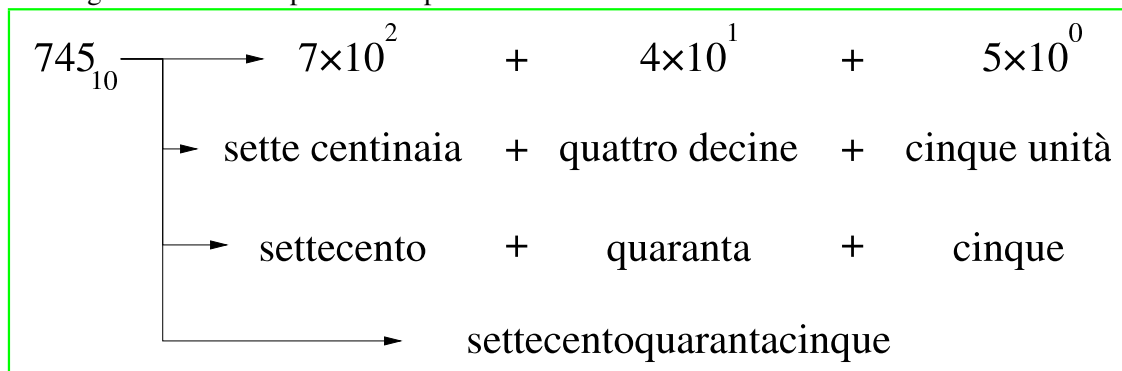 745₁₀ 7×10² + 4×10¹ + 5×10⁰
sette centinaia + quattro decine + cinque unità
settecento + quaranta + cinque
settecentoquarantacinque